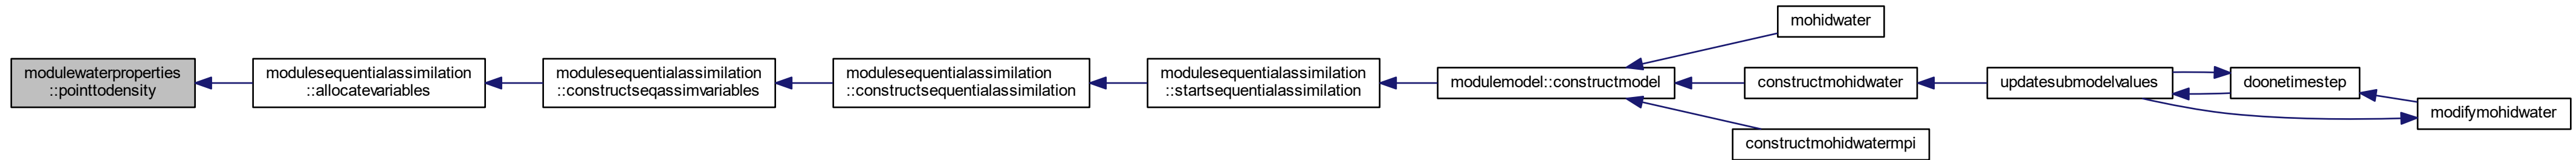 modulewaterproperties
::pointtodensity
modulesequentialassimilation
::allocatevariables
modulesequentialassimilation
::constructseqassimvariables
modulesequentialassimilation
::constructsequentialassimilation
modulesequentialassimilation
::startsequentialassimilation
modulemodel::constructmodel
mohidwater
constructmohidwater
constructmohidwatermpi
updatesubmodelvalues
doonetimestep
modifymohidwater